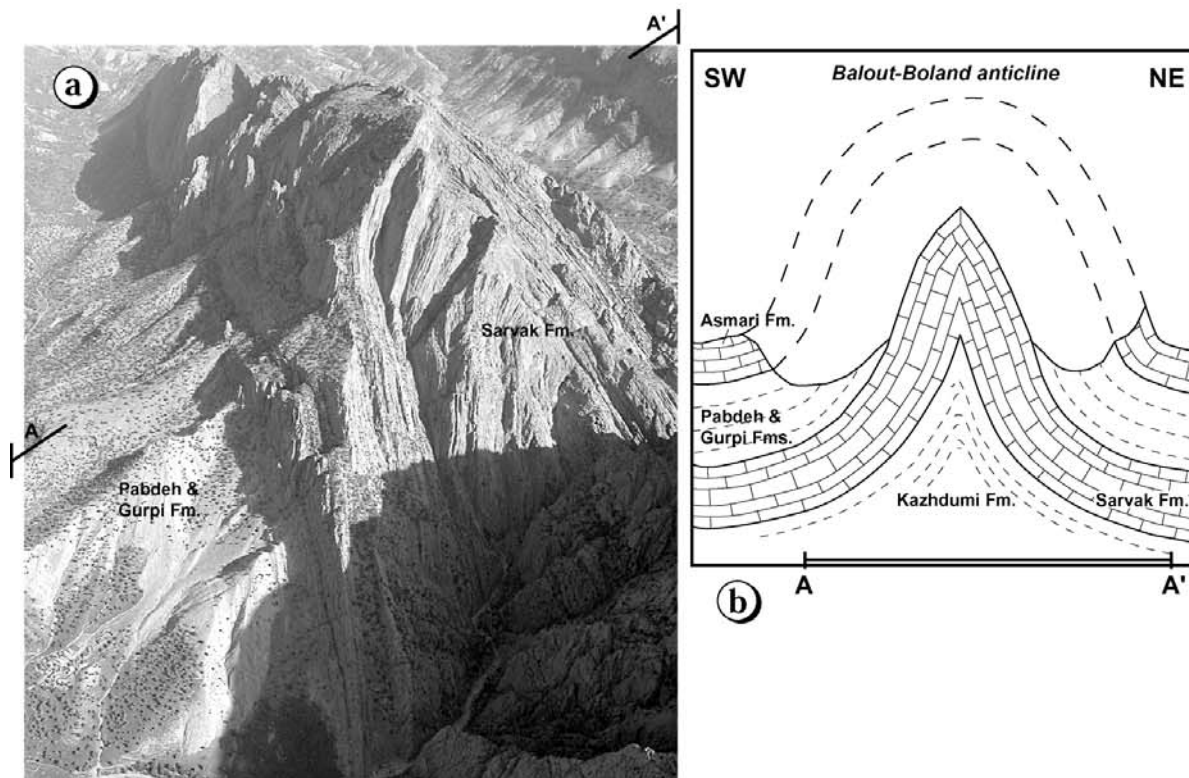 a
A'
Sarvak Fm.
A
Pabdeh &
Gurpi Fm.
SW
Balout-Boland anticline
NE
Asmari Fm.
Pabdeh &
Gurpi Fms.
Kazhdumi Fm.
Sarvak Fm.
A
A'
b